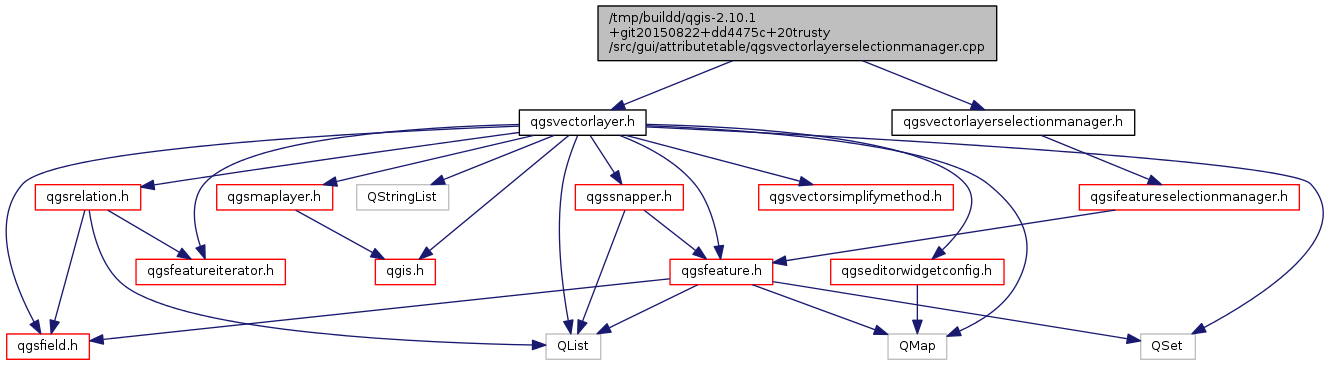 /tmp/buildd/qgis-2.10.1
+git20150822+dd4475c+20trusty
/src/gui/attributetable/qgsvectorlayerselectionmanager.cpp
qgsvectorlayer.h
qgsvectorlayerselectionmanager.h
qgsrelation.h
qgsmaplayer.h
QStringList
qgssnapper.h
qgsvectorsimplifymethod.h
qgsifeatureselectionmanager.h
qgsfeatureiterator.h
qgis.h
qgsfeature.h
qgseditorwidgetconfig.h
qgsfield.h
QList
QMap
QSet